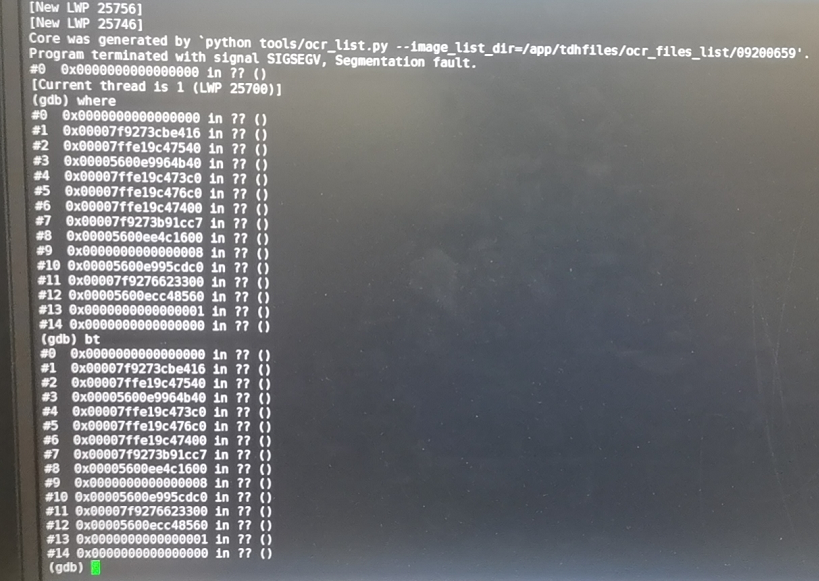 [New LWP 25756]
[New LWP 25746]
Core was generated by `python tools/ocr_list.py --image_list_dir=/app/tdhfiles/ocr_files_list/09200659'.
Program terminated with signal SIGSEGV, Segmentation fault.
#0  0x0000000000000000 in ?? ()
[Current thread is 1 (LWP 25700)]
(gdb) where
#0  0x0000000000000000 in ?? ()
#1  0x00007f9273cbe416 in ?? ()
#2  0x00007ffe19c47540 in ?? ()
#3  0x00005600e9964b40 in ?? ()
#4  0x00007ffe19c473c0 in ?? ()
#5  0x00007ffe19c476c0 in ?? ()
#6  0x00007ffe19c47400 in ?? ()
#7  0x00007f9273b91cc7 in ?? ()
#8  0x00005600ee4c1600 in ?? ()
#9  0x0000000000000008 in ?? ()
#10 0x00005600e995cdc0 in ?? ()
#11 0x00007f9276623300 in ?? ()
#12 0x00005600ecc48560 in ?? ()
#13 0x0000000000000001 in ?? ()
#14 0x0000000000000000 in ?? ()
(gdb) bt
#0  0x0000000000000000 in ?? ()
#1  0x00007f9273cbe416 in ?? ()
#2  0x00007ffe19c47540 in ?? ()
#3  0x00005600e9964b40 in ?? ()
#4  0x00007ffe19c473c0 in ?? ()
#5  0x00007ffe19c476c0 in ?? ()
#6  0x00007ffe19c47400 in ?? ()
#7  0x00007f9273b91cc7 in ?? ()
#8  0x00005600ee4c1600 in ?? ()
#9  0x0000000000000008 in ?? ()
#10 0x00005600e995cdc0 in ?? ()
#11 0x00007f9276623300 in ?? ()
#12 0x00005600ecc48560 in ?? ()
#13 0x0000000000000001 in ?? ()
#14 0x0000000000000000 in ?? ()
(gdb)